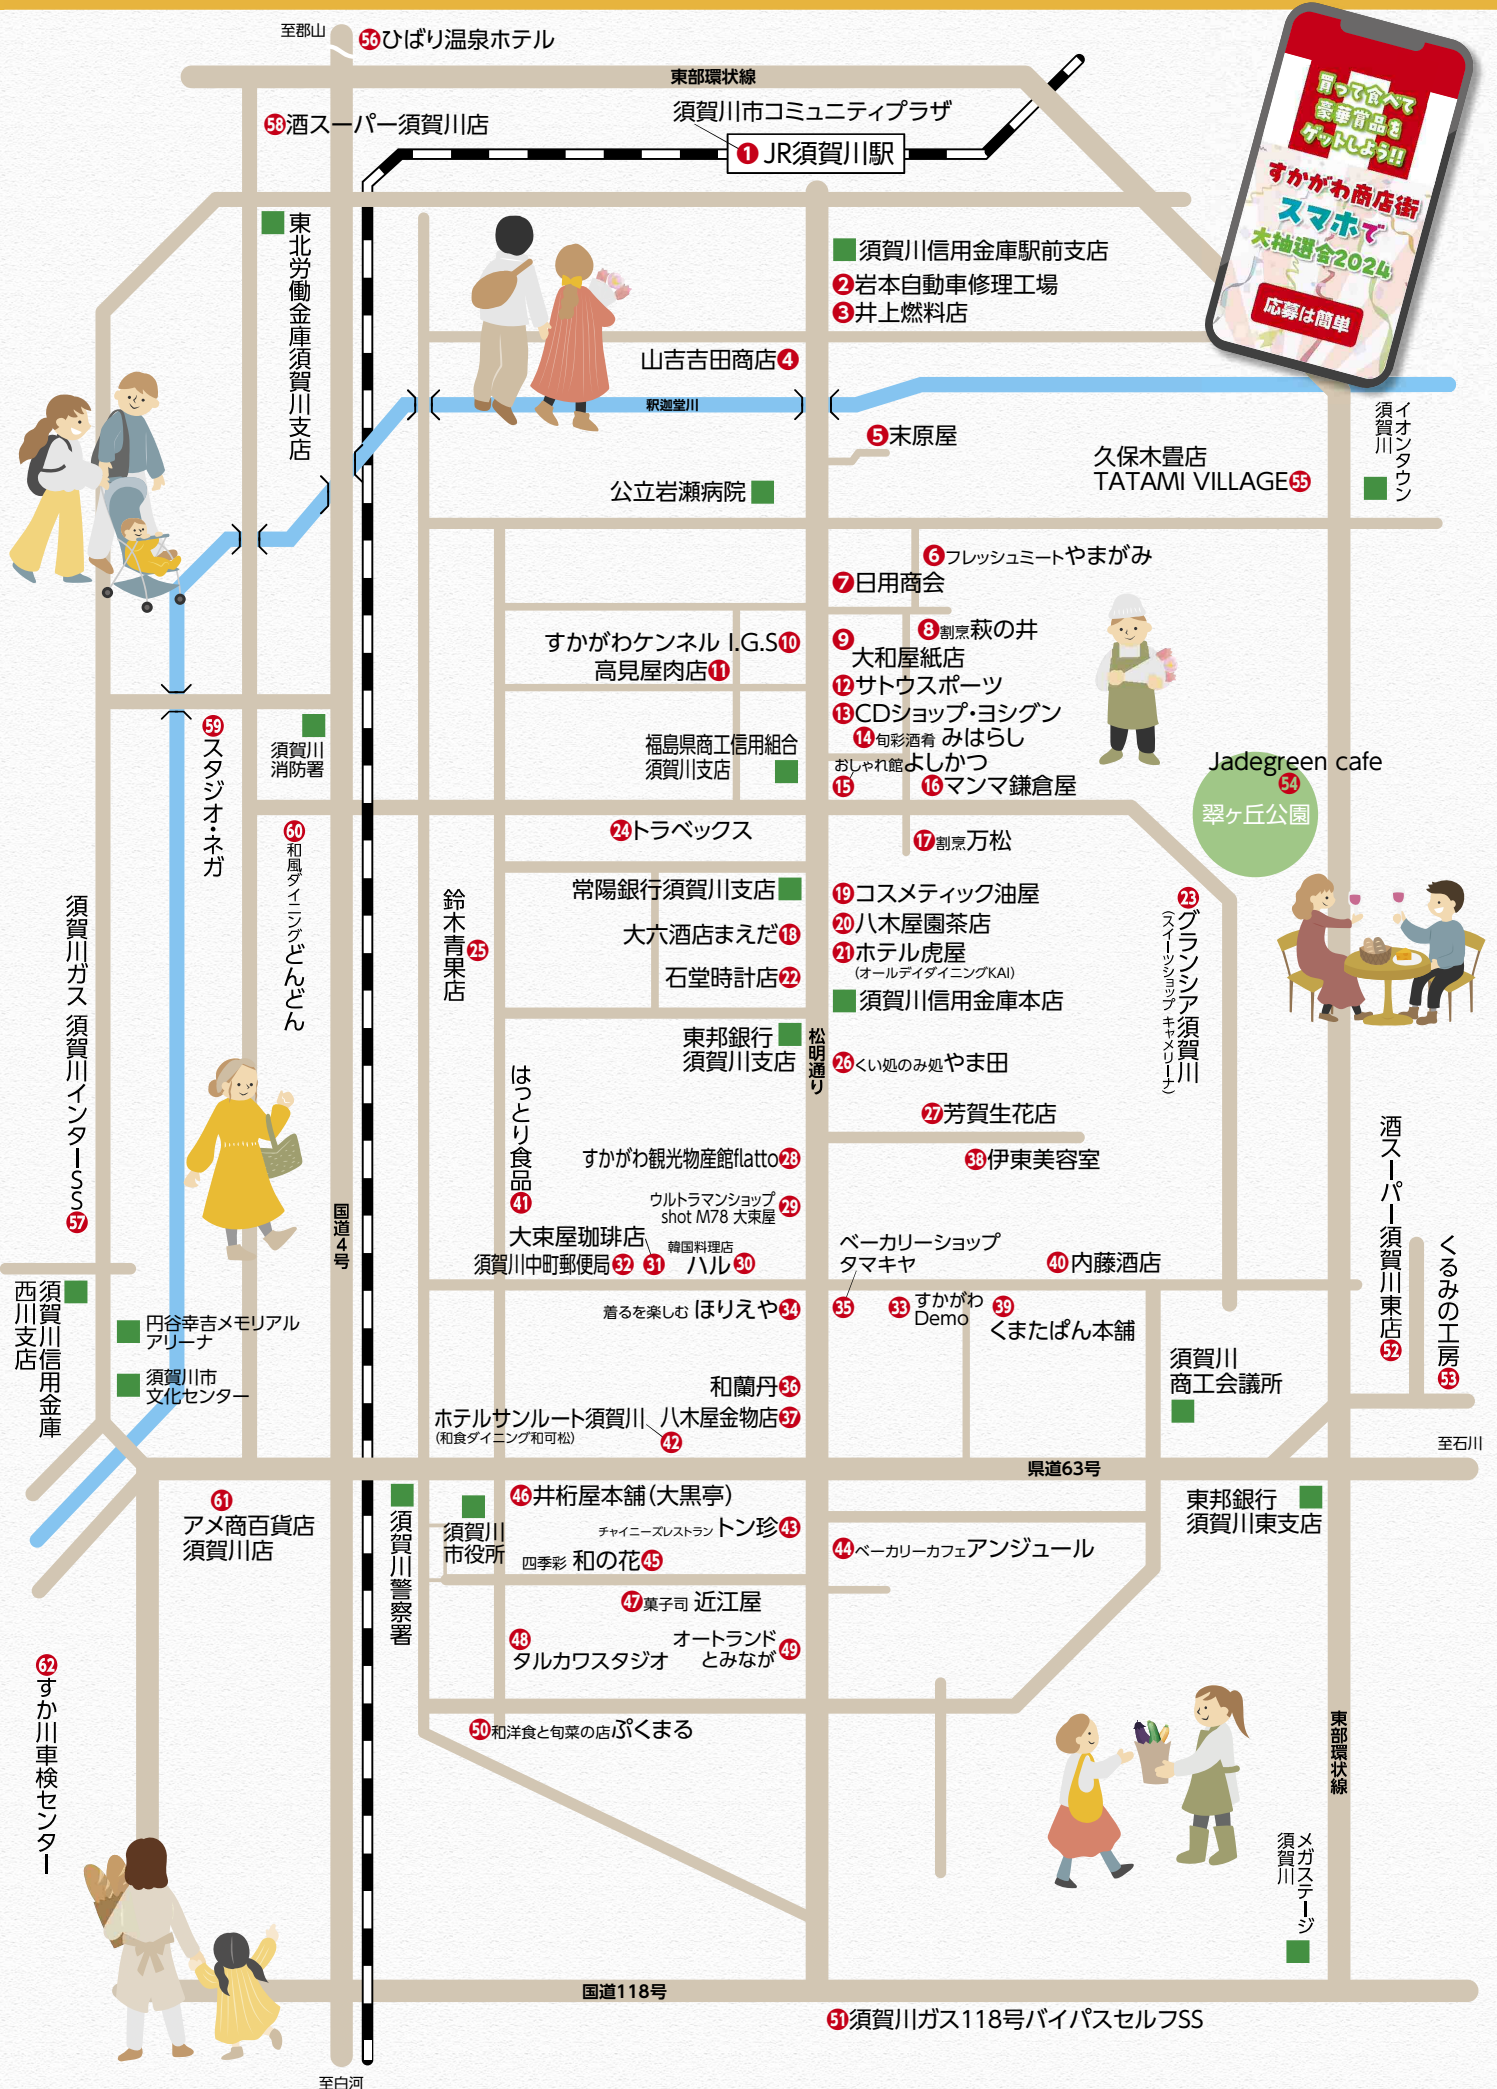 至郡山
56ひばり温泉ホテル
東部環状線
58酒スーパー須賀川店
須賀川市コミュニティプラザ
1 JR須賀川駅
買って食べて
豪華賞品を
ゲットしよう!!
すかがわ商店街
スマホで
大抽選会2024
応募は簡単
東北労働金庫須賀川支店
須賀川信用金庫駅前支店
2岩本自動車修理工場
3井上燃料店
山吉吉田商店4
釈迦堂川
5末原屋
久保木畳店
TATAMI VILLAGE55
イオンタウン
須賀川
公立岩瀬病院
6フレッシュミートやまがみ
7日用商会
8割烹萩の井
9
大和屋紙店
すかがわケンネル I.G.S10
高見屋肉店11
12サトウスポーツ
13CDショップ・ヨシグン
14旬彩酒肴 みはらし
おしゃれ館よしかつ
15
16マンマ鎌倉屋
福島県商工信用組合
須賀川支店
59スタジオ・ネガ
須賀川
消防署
Jadegreen cafe
54
翠ヶ丘公園
60和風ダイニングどんどん
24トラベックス
17割烹万松
常陽銀行須賀川支店
大六酒店まえだ18
石堂時計店22
19コスメティック油屋
20八木屋園茶店
21ホテル虎屋
(オールデイダイニングKAI)
須賀川信用金庫本店
23グランシア須賀川
(スイーツショップ キャメリーナ)
鈴木青果店25
須賀川ガス 須賀川インターSS57
東邦銀行
須賀川支店
松明通り
26くい処のみ処やま田
27芳賀生花店
38伊東美容室
はっとり食品41
すかがわ観光物産館flatto28
ウルトラマンショップ
shot M78 大束屋29
大束屋珈琲店
31
須賀川中町郵便局32
韓国料理店
ハル30
国道4号
ベーカリーショップ
タマキヤ
35
40内藤酒店
33すかがわ
Demo
39
くまたぱん本舗
着るを楽しむ ほりえや34
酒スーパー須賀川東店52
くるみの工房53
須賀川信用金庫
西川支店
円谷幸吉メモリアル
アリーナ
須賀川市
文化センター
須賀川
商工会議所
和蘭丹36
ホテルサンルート須賀川
(和食ダイニング和可松)
42
八木屋金物店37
至石川
県道63号
61
アメ商百貨店
須賀川店
須賀川警察署
須賀川
市役所
46井桁屋本舗(大黒亭)
チャイニーズレストラン トン珍43
四季彩 和の花45
44ベーカリーカフェアンジュール
東邦銀行
須賀川東支店
47菓子司 近江屋
48
タルカワスタジオ
オートランド
とみなが49
50和洋食と旬菜の店ぷくまる
62すか川車検センター
東部環状線
メガステージ
須賀川
国道118号
51須賀川ガス118号バイパスセルフSS
至白河